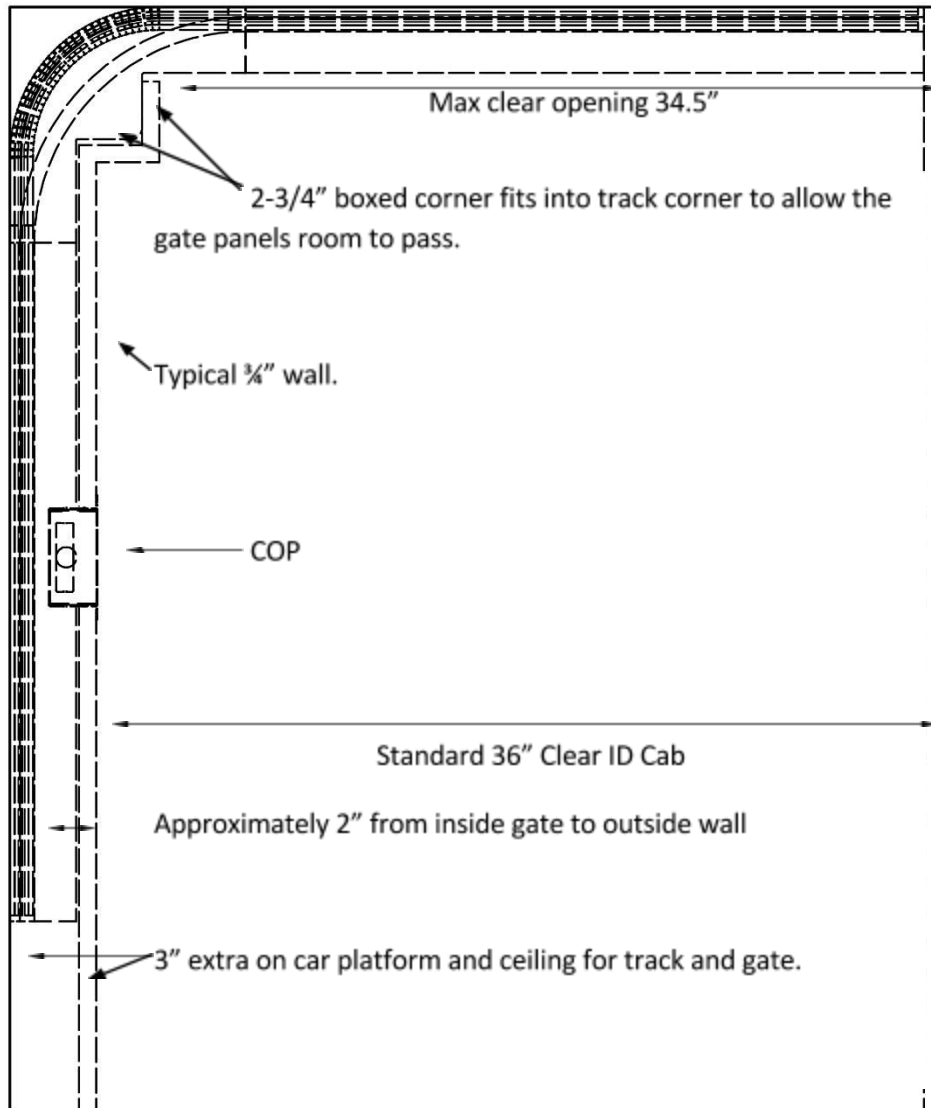 Max clear opening 34.5”
2-3/4” boxed corner fits into track corner to allow the
gate panels room to pass.
Typical ¾” wall.
COP
Standard 36” Clear ID Cab
Approximately 2” from inside gate to outside wall
3” extra on car platform and ceiling for track and gate.